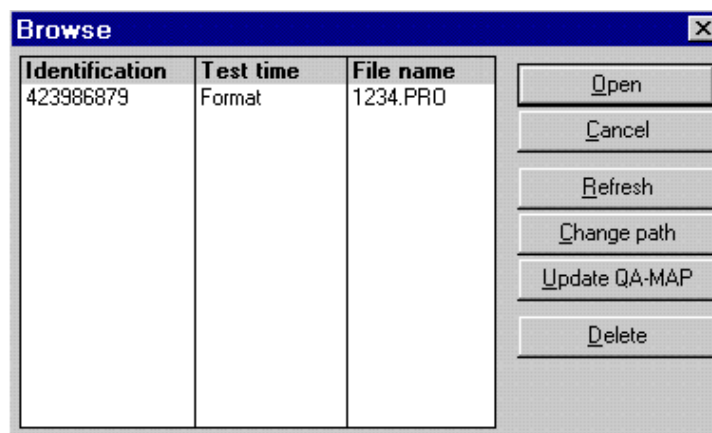 Browse
Identification Test time File name
423986879 Format 1234.PRO
Open
Cancel
Refresh
Change path
Update QA-MAP
Delete